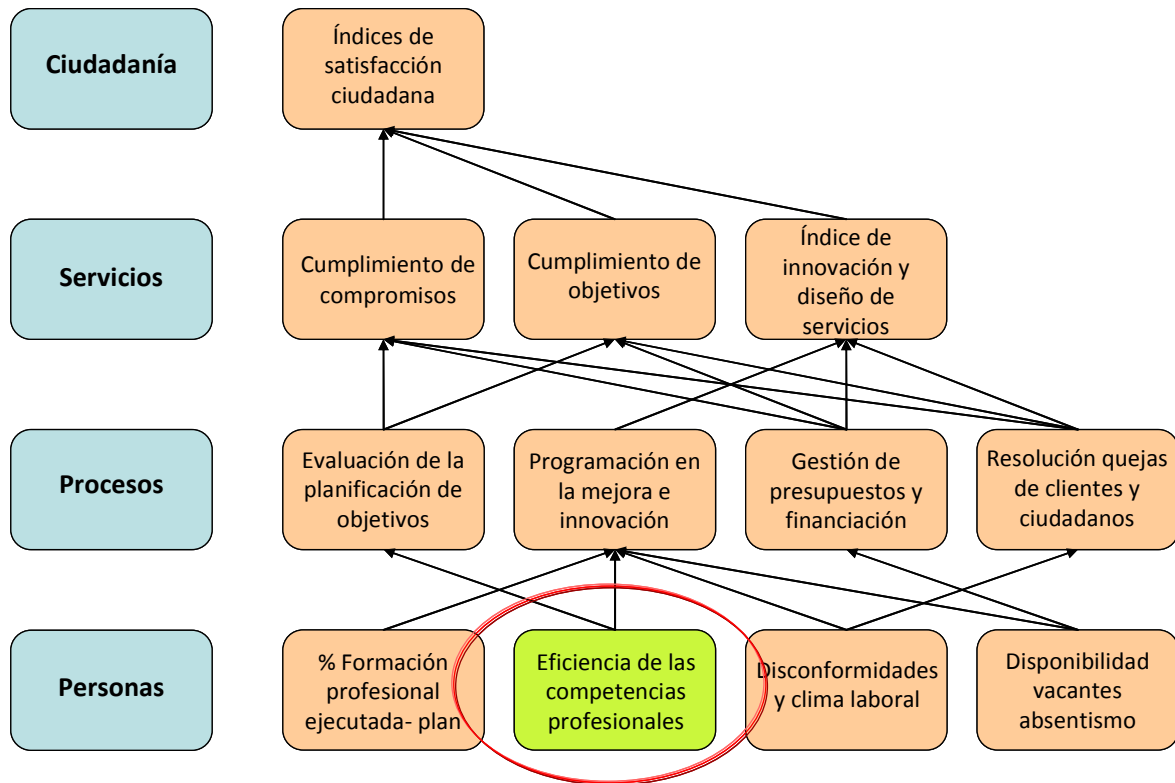 Ciudadanía
Índices de
satisfacción
ciudadana
Servicios
Cumplimiento de
compromisos
Cumplimiento de
objetivos
Índice de
innovación y
diseño de
servicios
Procesos
Evaluación de la
planificación de
objetivos
Programación en
la mejora e
innovación
Gestión de
presupuestos y
financiación
Resolución quejas
de clientes y
ciudadanos
Personas
% Formación
profesional
ejecutada- plan
Eficiencia de las
competencias
profesionales
Disconformidades
y clima laboral
Disponibilidad
vacantes
absentismo